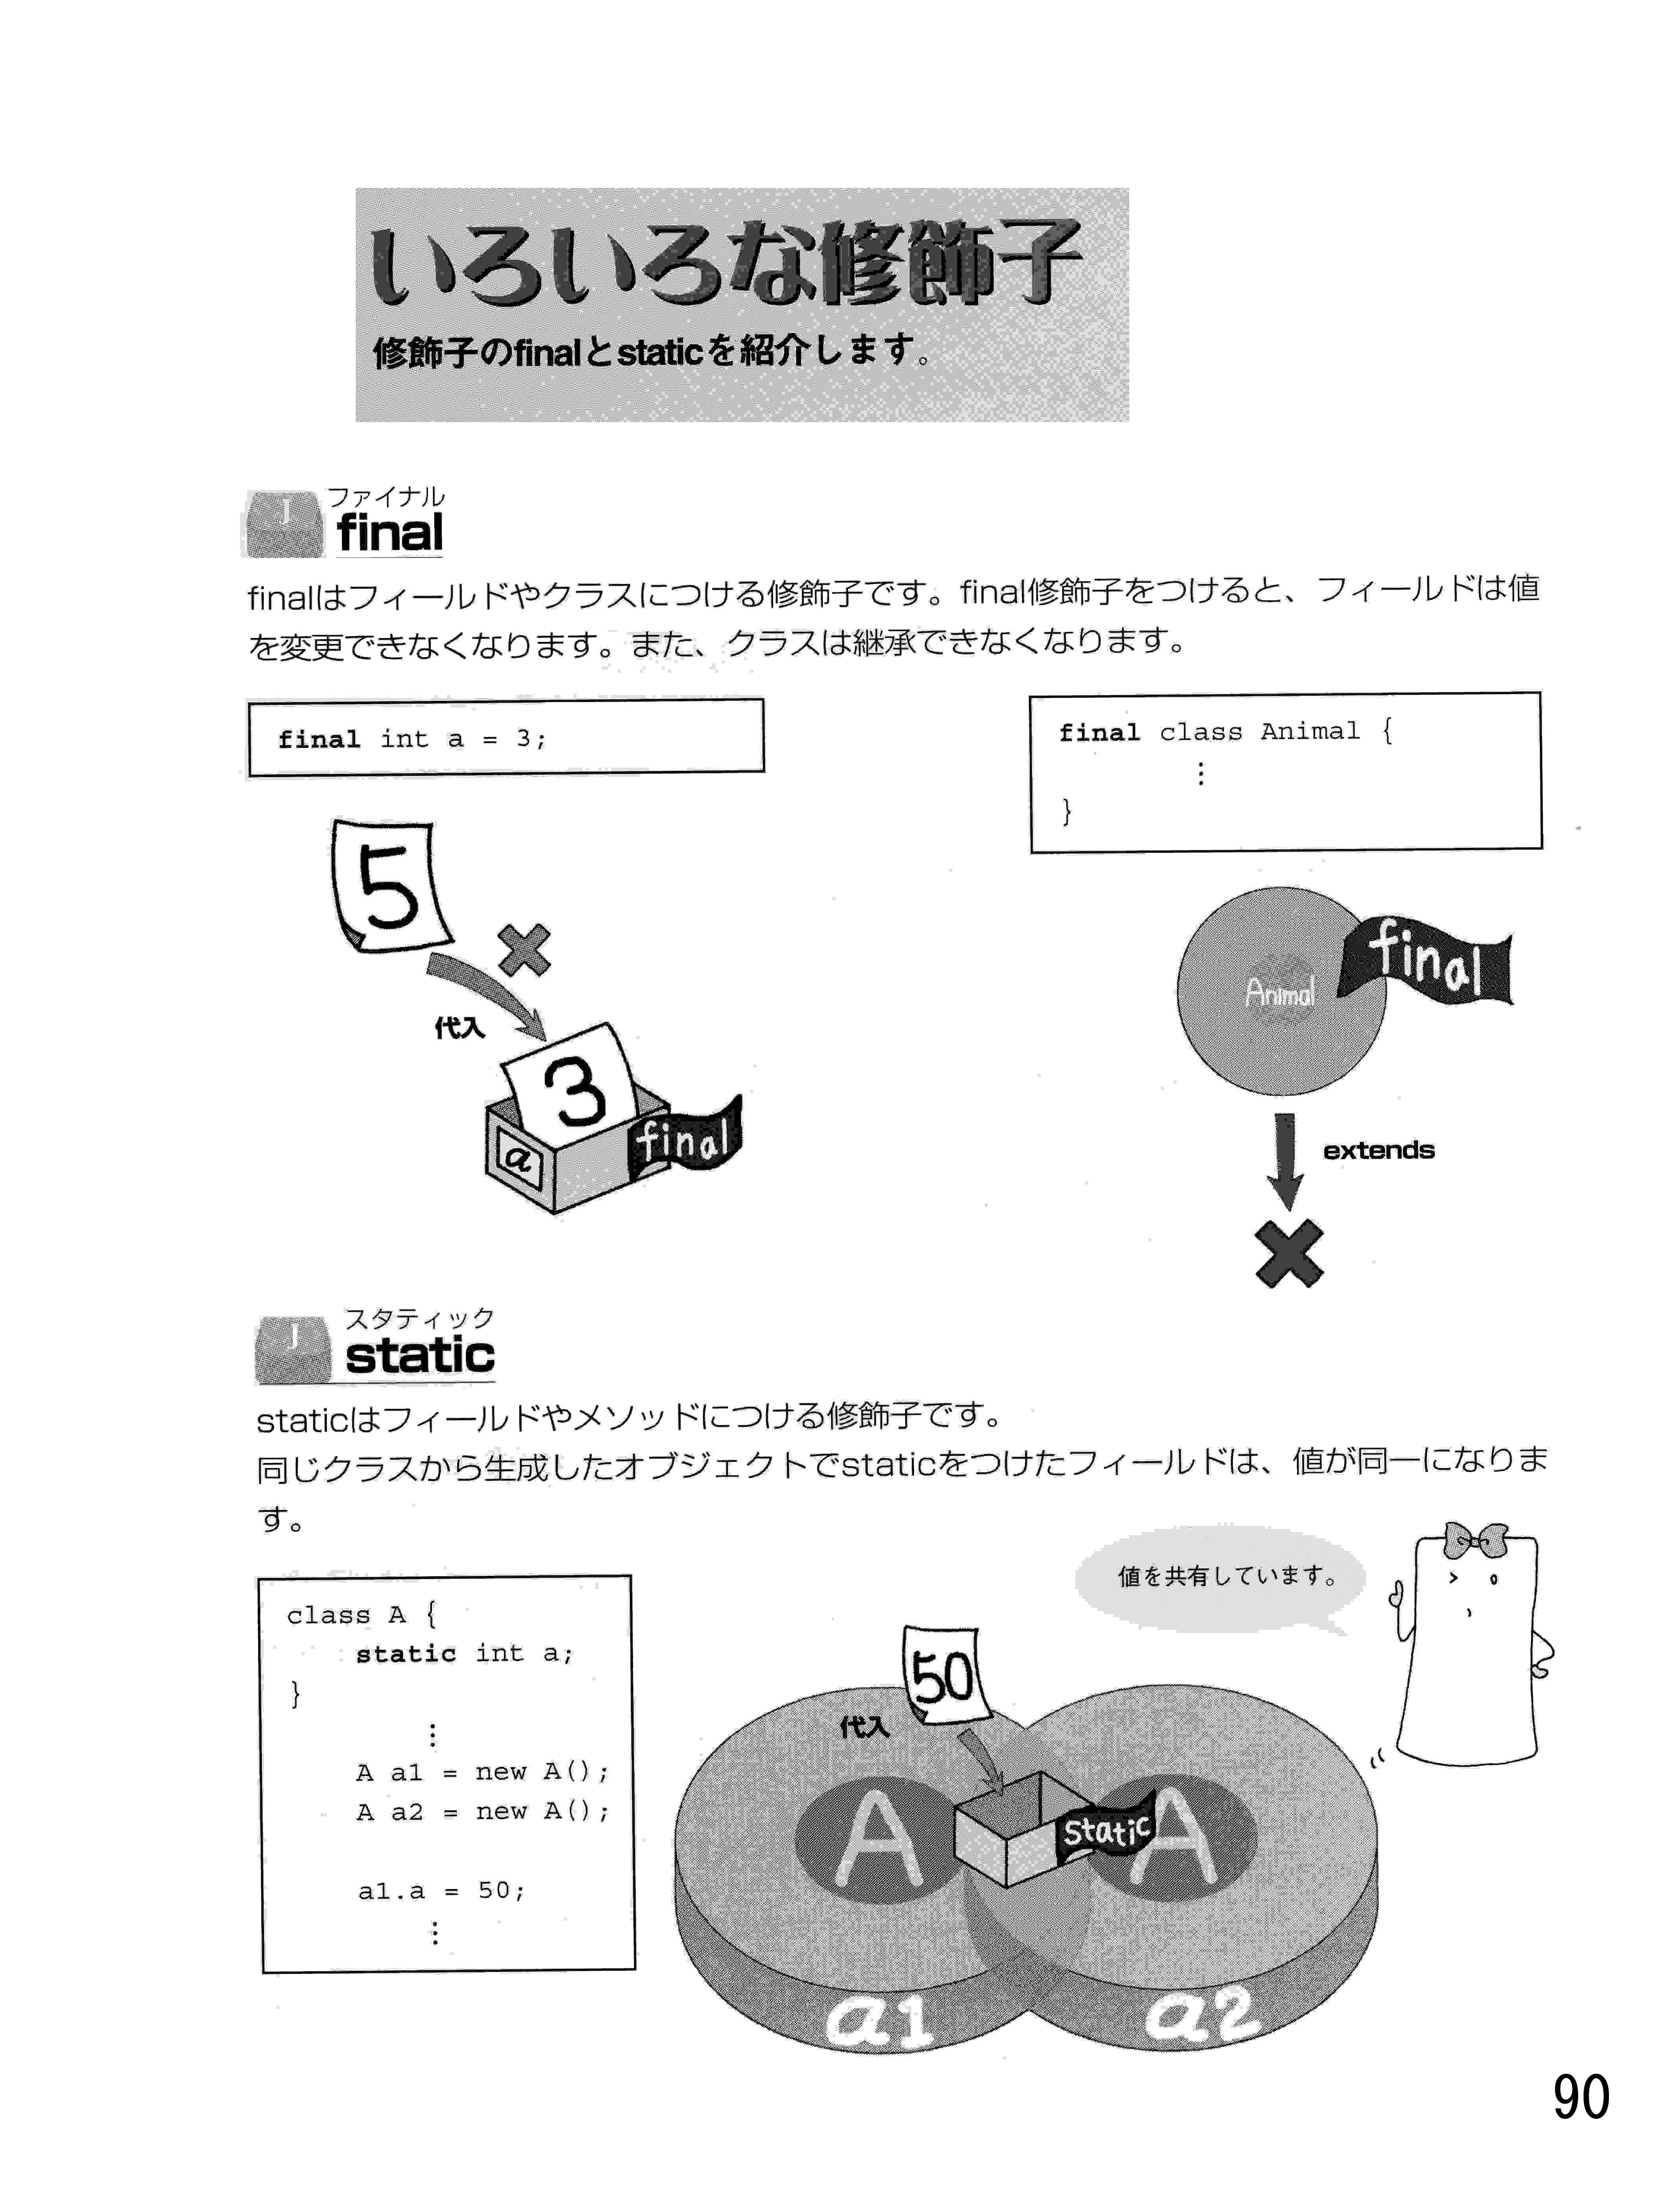 いろいろな修飾子
修飾子のfinalとstaticを紹介します。
J
ファイナル
final
finalはフィールドやクラスにつける修飾子です。final修飾子をつけると、フィールドは値
を変更できなくなります。また、クラスは継承できなくなります。
final int a = 3;
final class Animal {
⋮
}
5
代入
3
a
final
Animal
final
extends
J
スタティック
static
staticはフィールドやメソッドにつける修飾子です。
同じクラスから生成したオブジェクトでstaticをつけたフィールドは、値が同一になりま
す。
class A {
static int a;
}
⋮
A a1 = new A();
A a2 = new A();
a1.a = 50;
⋮
値を共有しています。
50
代入
A
static
A
a1
a2
90